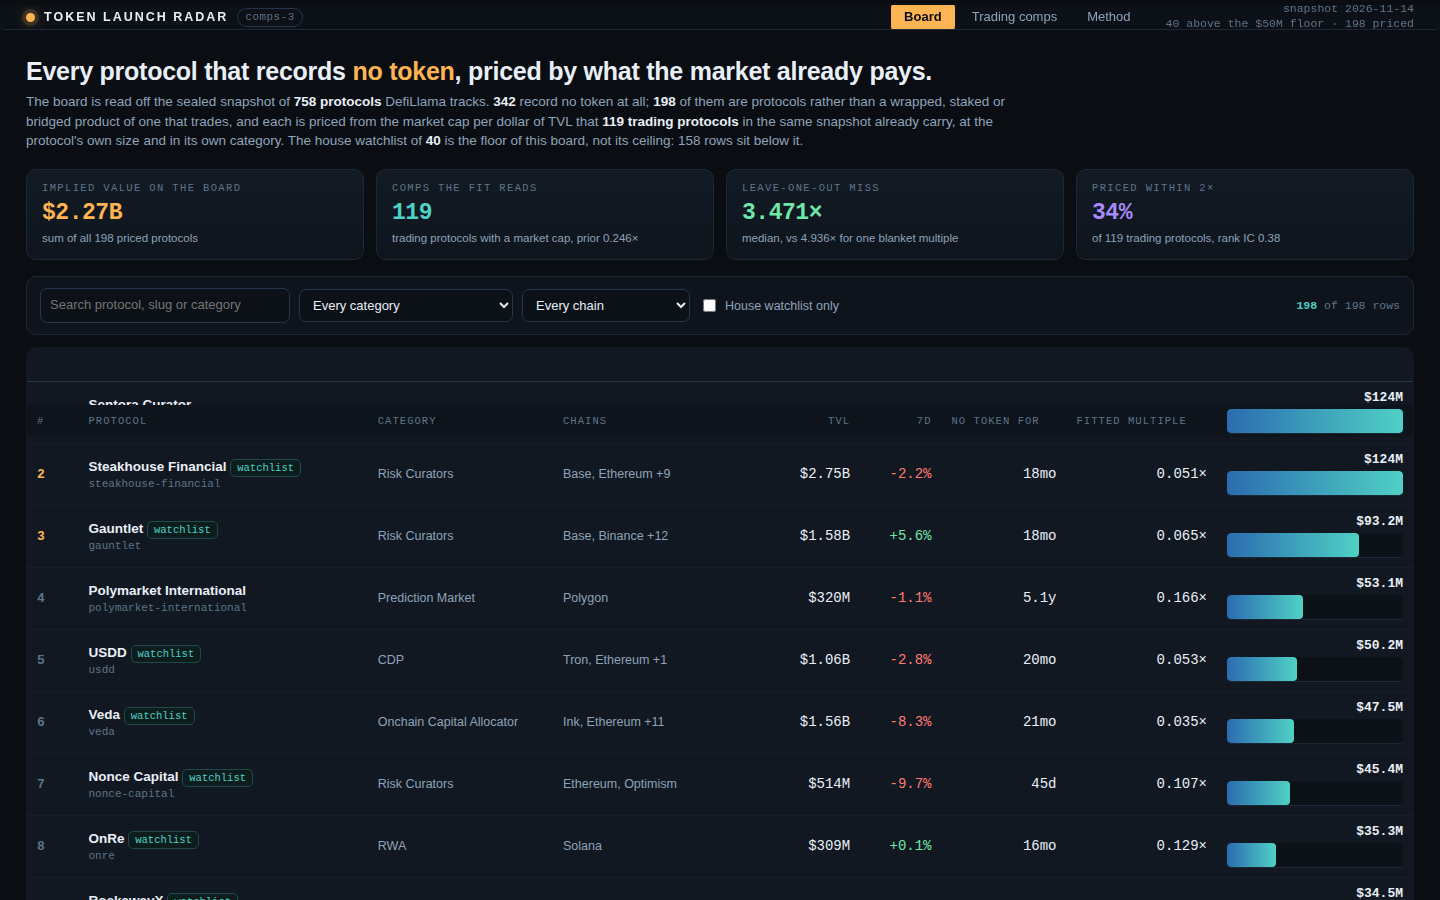 TOKEN LAUNCH RADAR comps-3 Board Trading comps Method snapshot 2026-11-14
40 above the $50M floor · 198 priced
Every protocol that records no token, priced by what the market already pays.
The board is read off the sealed snapshot of 758 protocols DefiLlama tracks. 342 record no token at all; 198 of them are protocols rather than a wrapped, staked or
bridged product of one that trades, and each is priced from the market cap per dollar of TVL that 119 trading protocols in the same snapshot already carry, at the
protocol's own size and in its own category. The house watchlist of 40 is the floor of this board, not its ceiling: 158 rows sit below it.
IMPLIED VALUE ON THE BOARD
$2.27B
sum of all 198 priced protocols
COMPS THE FIT READS
119
trading protocols with a market cap, prior 0.246×
LEAVE-ONE-OUT MISS
3.471×
median, vs 4.936× for one blanket multiple
PRICED WITHIN 2×
34%
of 119 trading protocols, rank IC 0.38
Search protocol, slug or category Every category Every chain House watchlist only 198 of 198 rows
Sentora Curator $124M
# PROTOCOL CATEGORY CHAINS TVL 7D NO TOKEN FOR FITTED MULTIPLE
2 Steakhouse Financial watchlist Risk Curators Base, Ethereum +9 $2.75B -2.2% 18mo 0.051× $124M
steakhouse-financial
3 Gauntlet watchlist Risk Curators Base, Binance +12 $1.58B +5.6% 18mo 0.065× $93.2M
gauntlet
4 Polymarket International Prediction Market Polygon $320M -1.1% 5.1y 0.166× $53.1M
polymarket-international
5 USDD watchlist CDP Tron, Ethereum +1 $1.06B -2.8% 20mo 0.053× $50.2M
usdd
6 Veda watchlist Onchain Capital Allocator Ink, Ethereum +11 $1.56B -8.3% 21mo 0.035× $47.5M
veda
7 Nonce Capital watchlist Risk Curators Ethereum, Optimism $514M -9.7% 45d 0.107× $45.4M
nonce-capital
8 OnRe watchlist RWA Solana $309M +0.1% 16mo 0.129× $35.3M
onre
RockawayX watchlist $34.5M